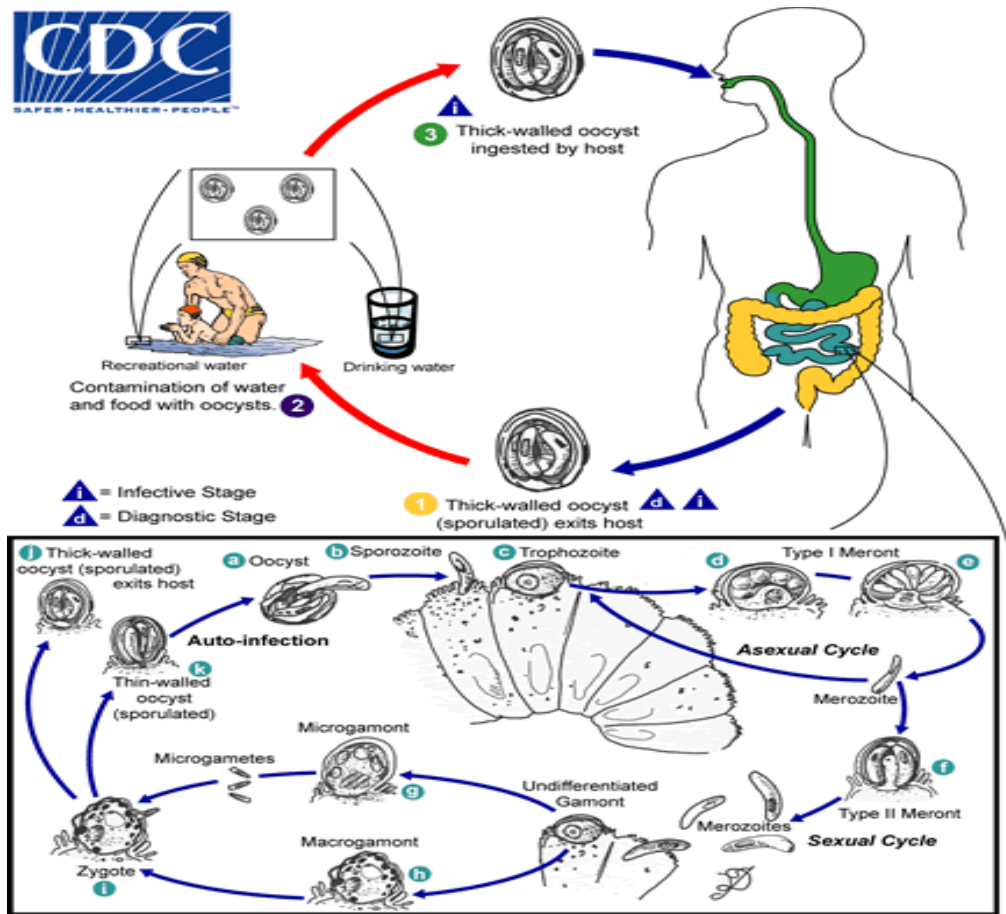 CDC
SAFER•HEALTHIER•PEOPLE™
i
3 Thick-walled oocyst
ingested by host
Recreational water
Drinking water
Contamination of water
and food with oocysts. 2
i = Infective Stage
d = Diagnostic Stage
1 Thick-walled oocyst d i
(sporulated) exits host
j Thick-walled
oocyst (sporulated)
exits host
a Oocyst
b Sporozoite
c Trophozoite
Type I Meront
d
e
Auto-infection
k
Thin-walled
oocyst
(sporulated)
Asexual Cycle
Merozoite
Microgamont
Microgametes
g
Undifferentiated
Gamont
f
Type II Meront
Merozoites
Sexual Cycle
Macrogamont
h
Zygote
i